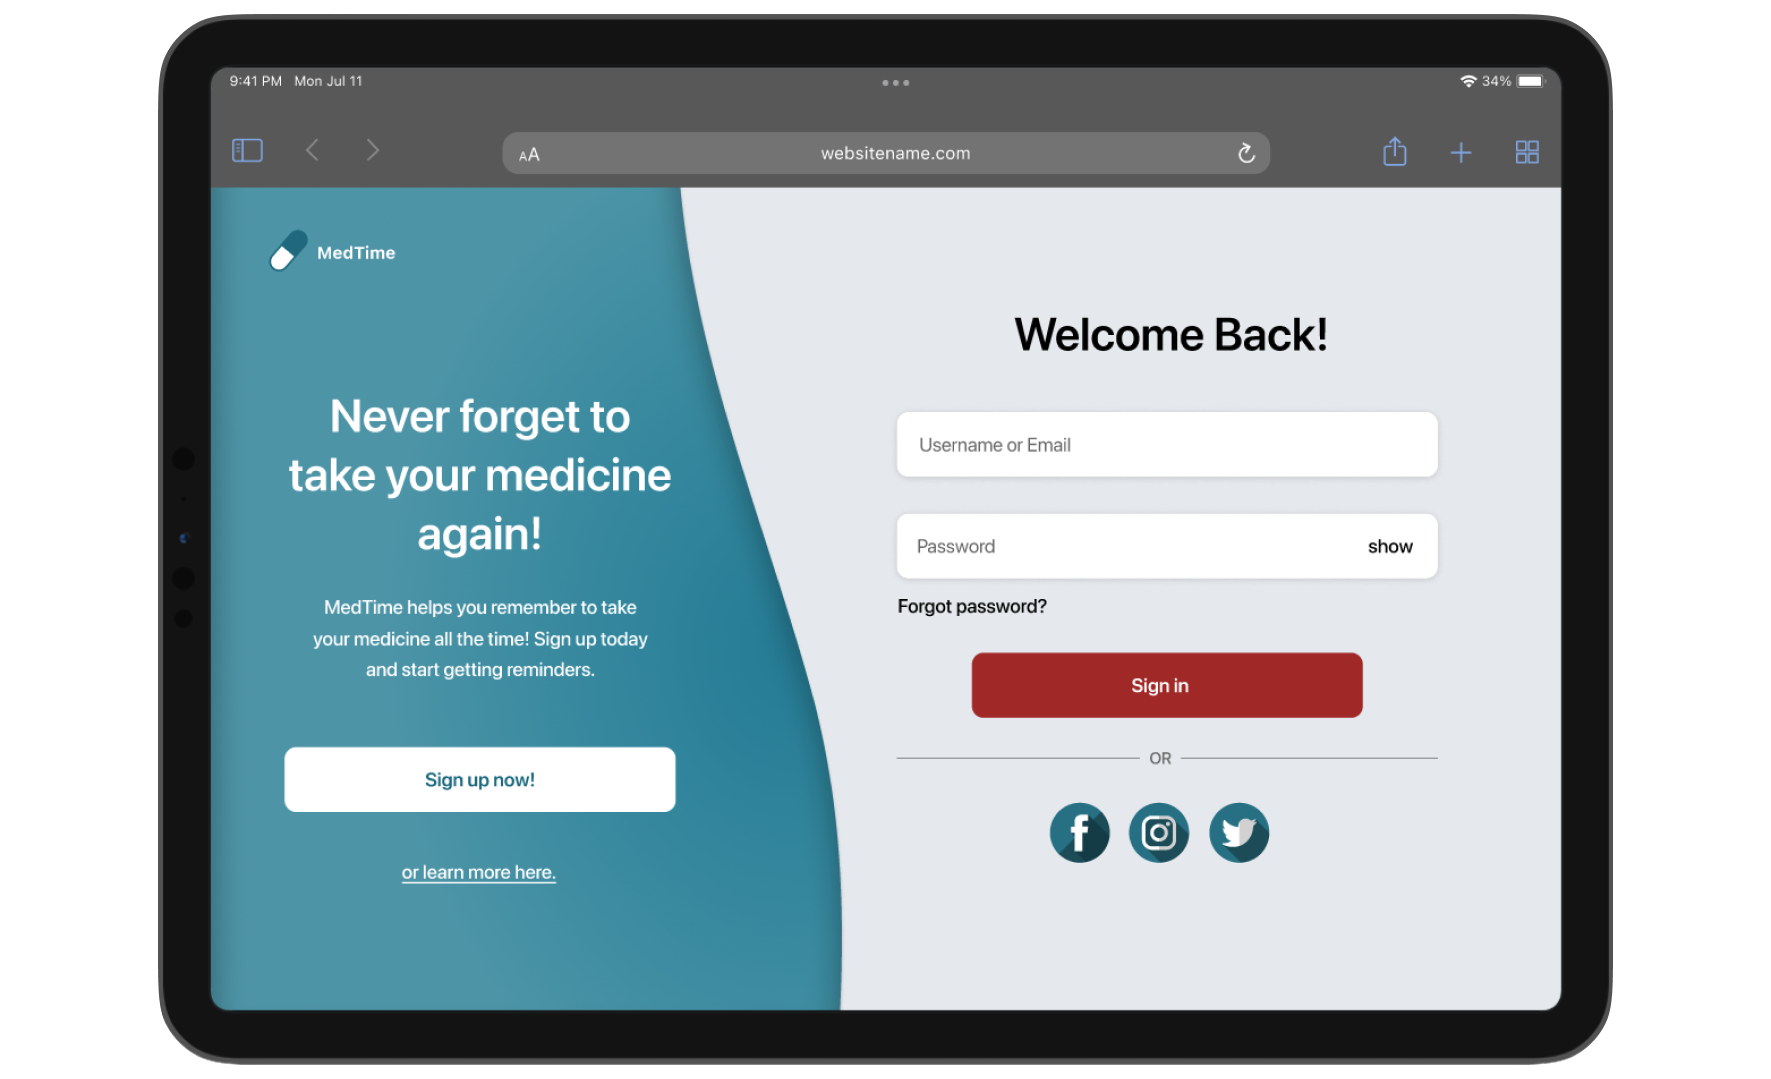 9:41 PM Mon Jul 11
34%
AA
websitename.com
MedTime
Never forget to
take your medicine
again!
MedTime helps you remember to take
your medicine all the time! Sign up today
and start getting reminders.
Sign up now!
or learn more here.
Welcome Back!
Username or Email
Password
show
Forgot password?
Sign in
OR